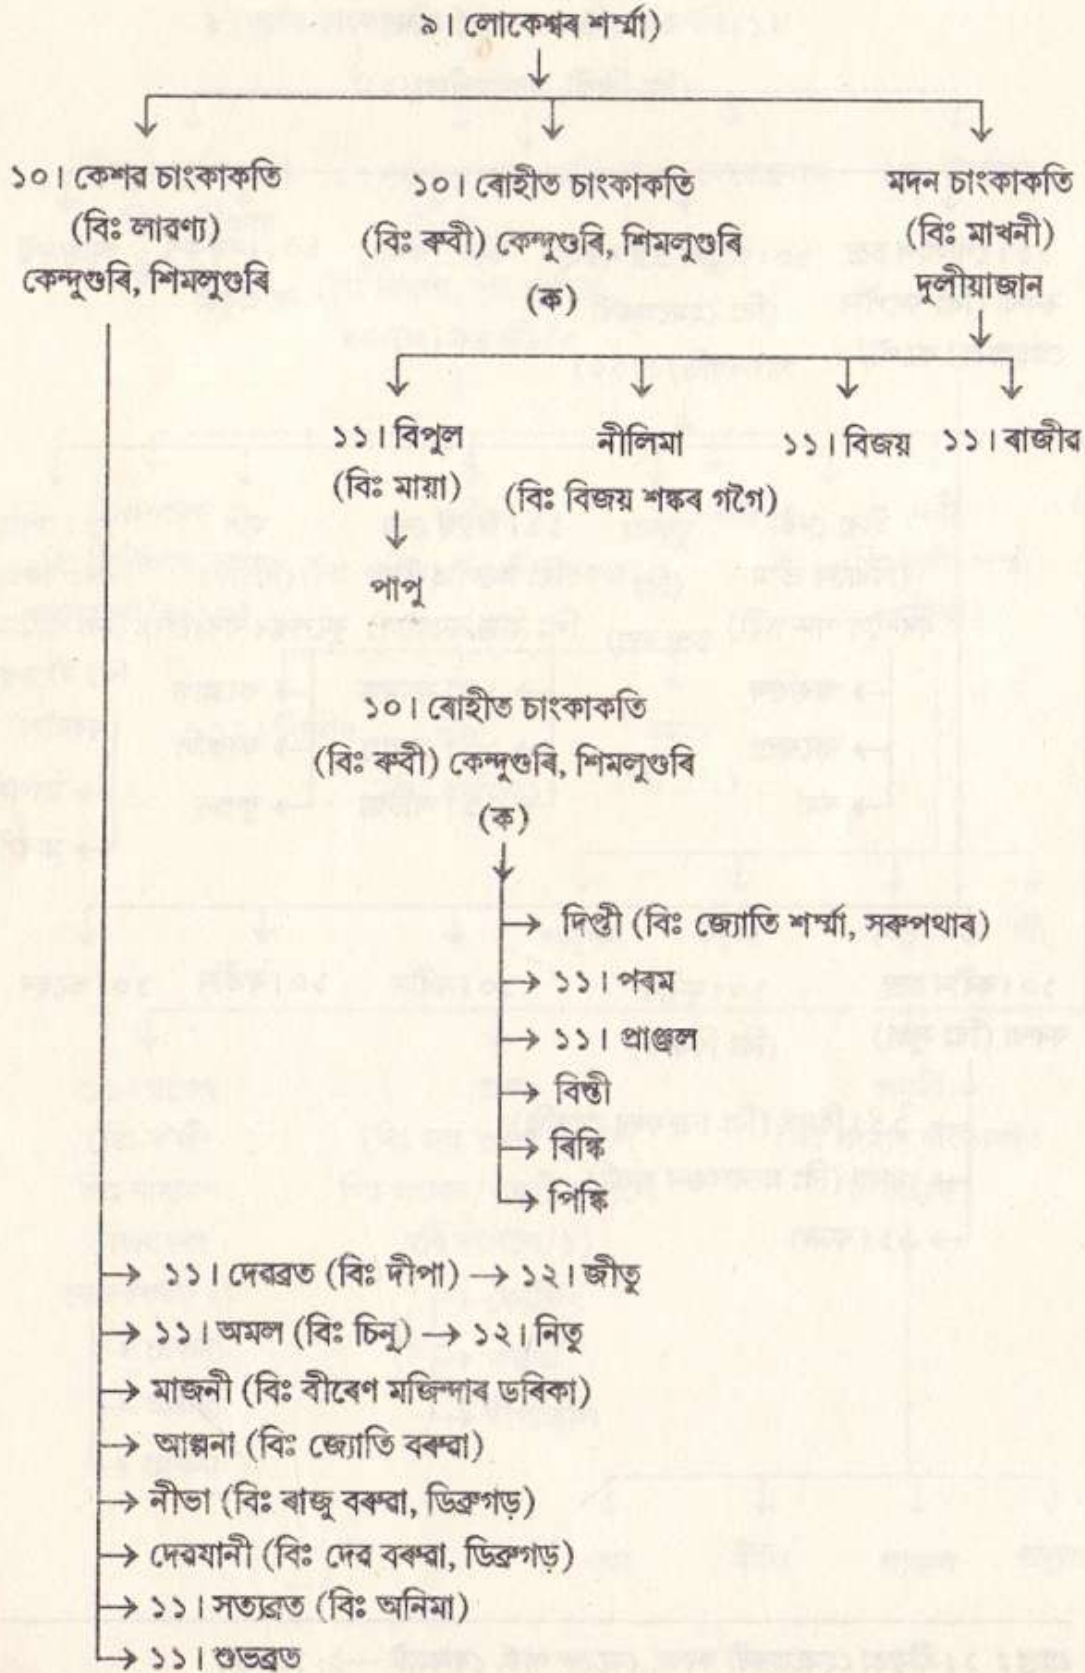 ৯। লোকেশ্বৰ শৰ্ম্মা)
১০। কেশৱ চাংকাকতি
(বিঃ লাৱণ্য)
কেন্দুগুৰি, শিমলুগুৰি
১০। ৰোহীত চাংকাকতি
(বিঃ ৰুবী) কেন্দুগুৰি, শিমলুগুৰি
(ক)
মদন চাংকাকতি
(বিঃ মাখনী)
দুলীয়াজান
১১। বিপুল
(বিঃ মায়া)
পাপু
নীলিমা
(বিঃ বিজয় শঙ্কৰ গগৈ)
১১। বিজয়
১১। ৰাজীৱ
১০। ৰোহীত চাংকাকতি
(বিঃ ৰুবী) কেন্দুগুৰি, শিমলুগুৰি
(ক)
→ দিপ্তী (বিঃ জ্যোতি শৰ্ম্মা, সৰুপথাৰ)
→ ১১। পৰম
→ ১১। প্ৰাঞ্জল
→ বিন্তী
→ ৰিঙ্কি
→ পিঙ্কি
→ ১১। দেৱব্ৰত (বিঃ দীপা) → ১২। জীতু
→ ১১। অমল (বিঃ চিনু) → ১২। নিতু
→ মাজনী (বিঃ বীৰেণ মজিন্দাৰ ডৰিকা)
→ আল্পনা (বিঃ জ্যোতি বৰুৱা)
→ নীভা (বিঃ ৰাজু বৰুৱা, ডিব্ৰুগড়)
→ দেৱযানী (বিঃ দেৱ বৰুৱা, ডিব্ৰুগড়)
→ ১১। সত্যব্ৰত (বিঃ অনিমা)
→ ১১। শুভব্ৰত